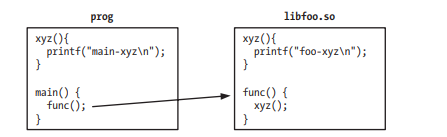 prog
xyz(){
printf("main-xyz\n");
}
main() {
func();
}
libfoo.so
xyz(){
printf("foo-xyz\n");
}
func() {
xyz();
}